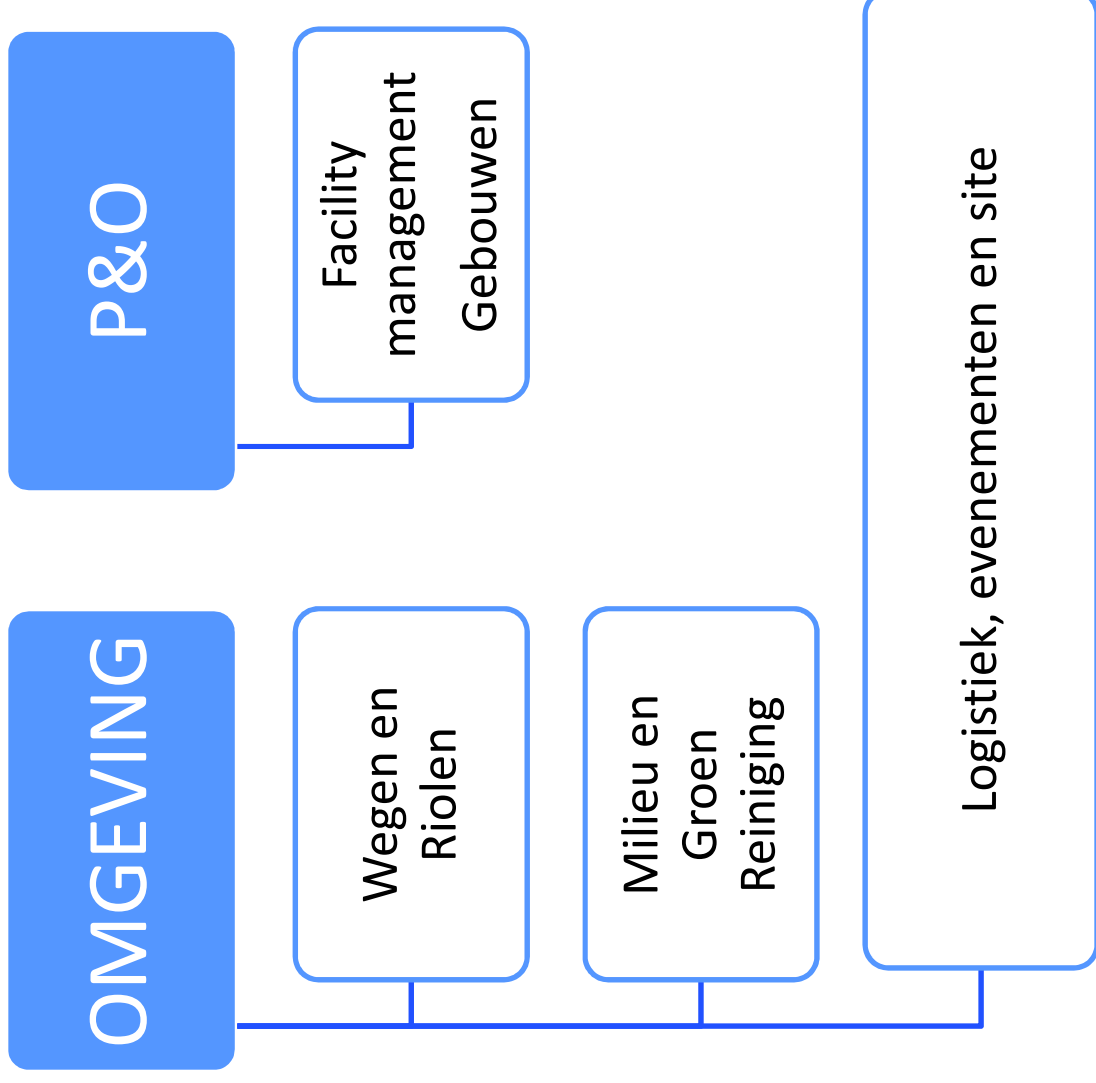 OMGEVING
P&O
Wegen en
Riolen
Facility
management
Gebouwen
Milieu en
Groen
Reiniging
Logistiek, evenementen en site